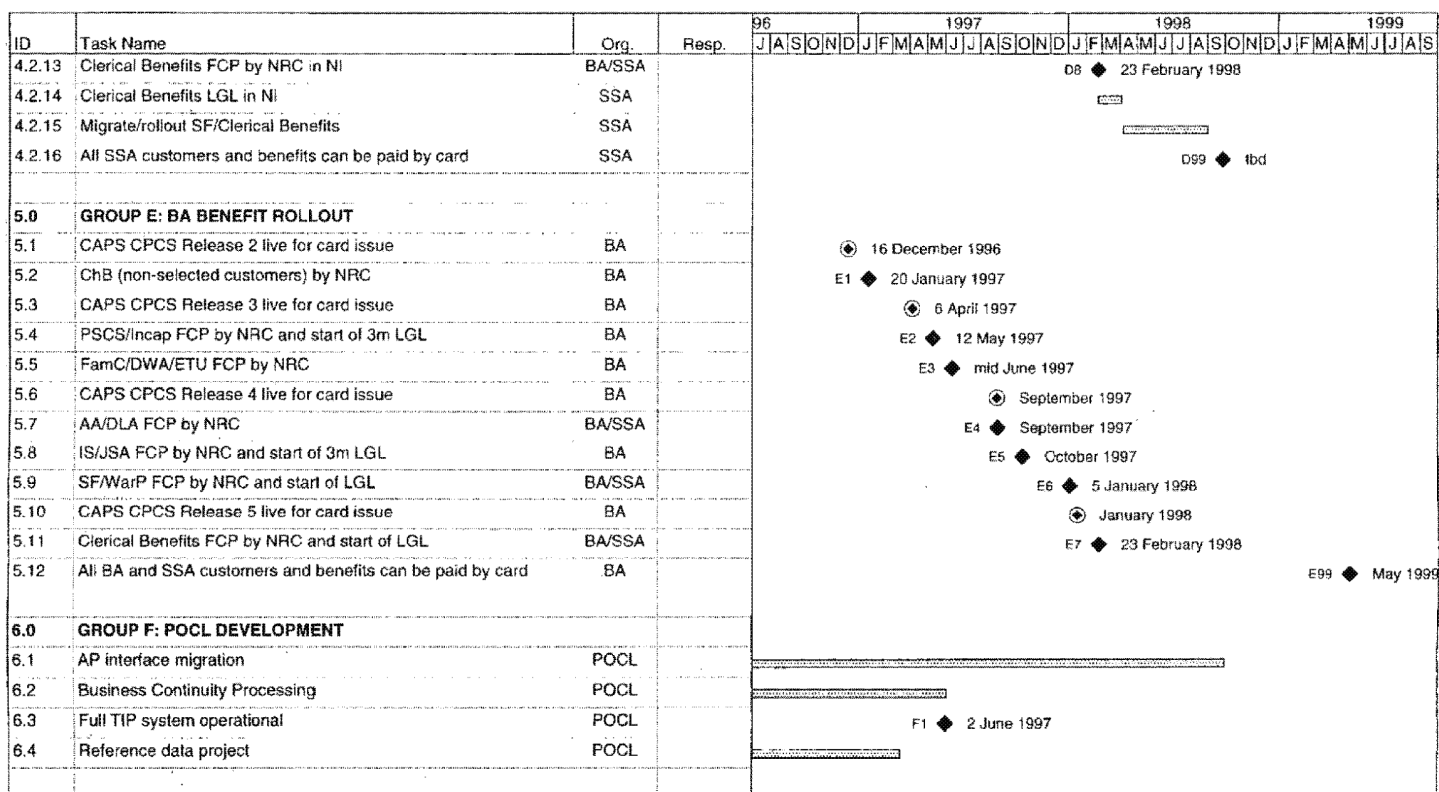 96 1997 1998 1999
ID Task Name Org. Resp. J A S O N D J F M A M J J A S O N D J F M A M J J A S O N D J F M A M J J A S
4.2.13 Clerical Benefits FCP by NRC in NI BA/SSA D8 23 February 1998
4.2.14 Clerical Benefits LGL in NI SSA
4.2.15 Migrate/rollout SF/Clerical Benefits SSA
4.2.16 All SSA customers and benefits can be paid by card SSA D99 tbd
5.0 GROUP E: BA BENEFIT ROLLOUT
5.1 CAPS CPCS Release 2 live for card issue BA 16 December 1996
5.2 ChB (non-selected customers) by NRC BA E1 20 January 1997
5.3 CAPS CPCS Release 3 live for card issue BA 6 April 1997
5.4 PSCS/Incap FCP by NRC and start of 3m LGL BA E2 12 May 1997
5.5 FamC/DWA/ETU FCP by NRC BA E3 mid June 1997
5.6 CAPS CPCS Release 4 live for card issue BA September 1997
5.7 AA/DLA FCP by NRC BA/SSA E4 September 1997
5.8 IS/JSA FCP by NRC and start of 3m LGL BA E5 October 1997
5.9 SF/WarP FCP by NRC and start of LGL BA/SSA E6 5 January 1998
5.10 CAPS CPCS Release 5 live for card issue BA January 1998
5.11 Clerical Benefits FCP by NRC and start of LGL BA/SSA E7 23 February 1998
5.12 All BA and SSA customers and benefits can be paid by card BA E99 May 1999
6.0 GROUP F: POCL DEVELOPMENT
6.1 AP interface migration POCL
6.2 Business Continuity Processing POCL
6.3 Full TIP system operational POCL F1 2 June 1997
6.4 Reference data project POCL